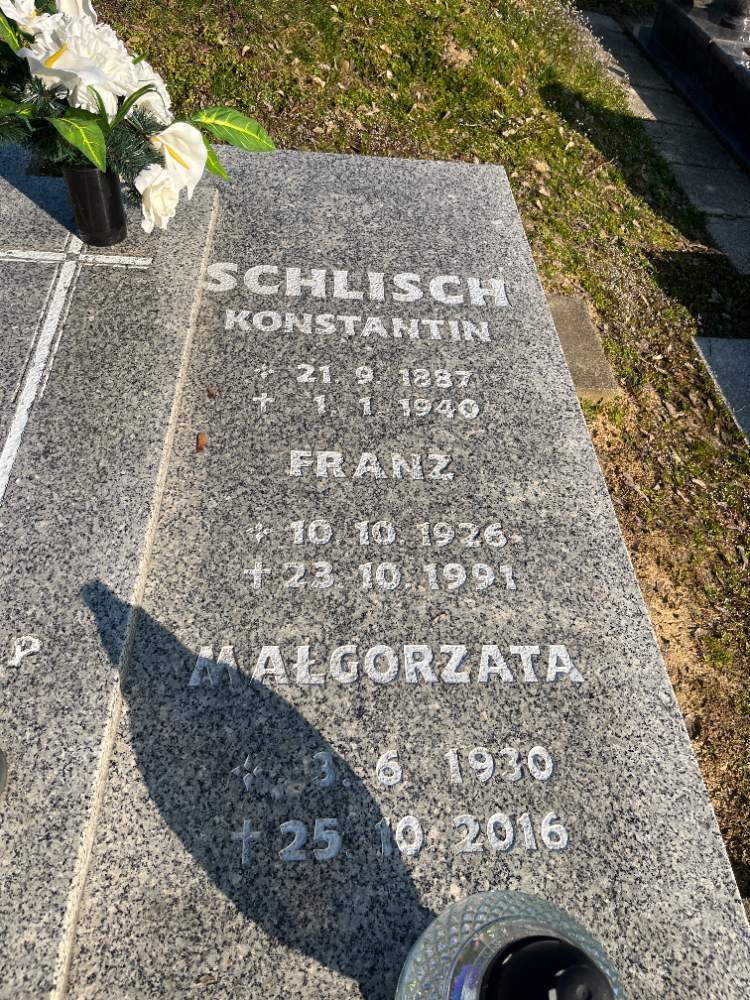 SCHLISCH
KONSTANTIN
21. 9. 1887
† 1. 1. 1940
FRANZ
10. 10. 1926
† 23. 10. 1991
MAŁGORZATA
3. 6. 1930
† 25. 10. 2016
P